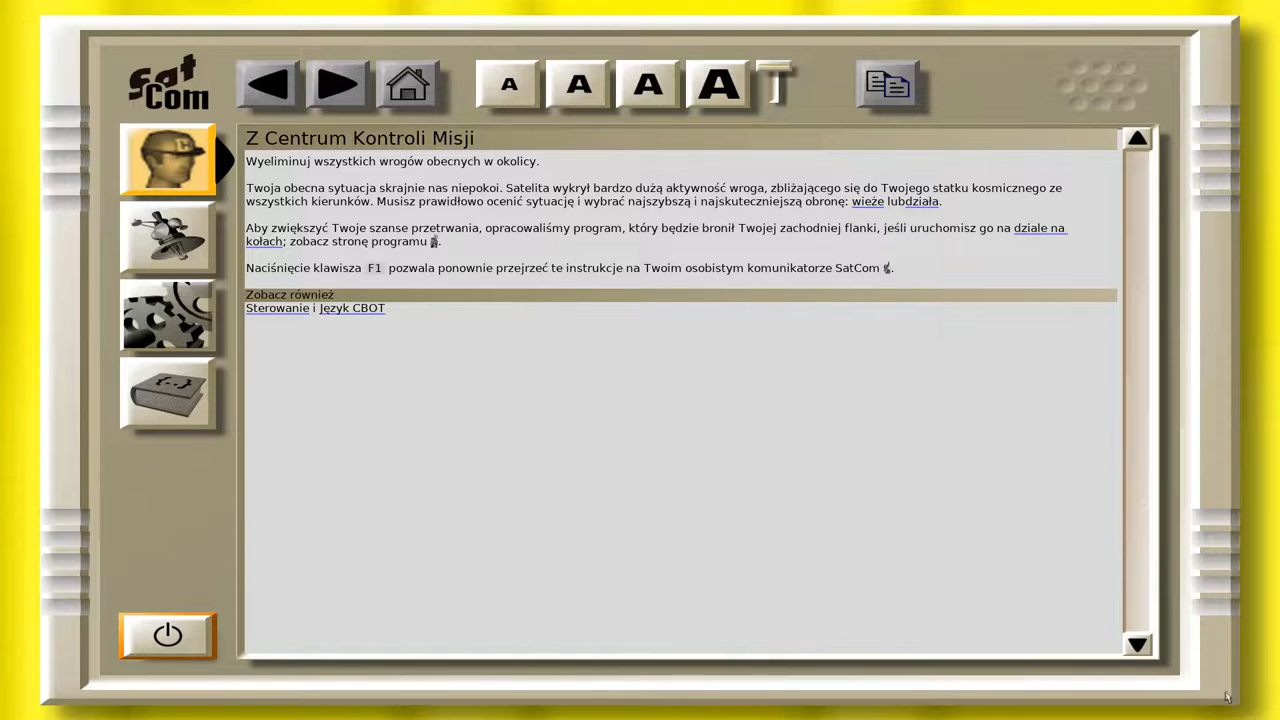 Sat
Com
A A A A
Z Centrum Kontroli Misji
Wyeliminuj wszystkich wrogów obecnych w okolicy.
Twoja obecna sytuacja skrajnie nas niepokoi. Satelita wykrył bardzo dużą aktywność wroga, zbliżającego się do Twojego statku kosmicznego ze
wszystkich kierunków. Musisz prawidłowo ocenić sytuację i wybrać najszybszą i najskuteczniejszą obronę: wieże lubdziała.
Aby zwiększyć Twoje szanse przetrwania, opracowaliśmy program, który będzie bronił Twojej zachodniej flanki, jeśli uruchomisz go na dziale na
kołach; zobacz stronę programu .
Naciśnięcie klawisza F1 pozwala ponownie przejrzeć te instrukcje na Twoim osobistym komunikatorze SatCom .
Zobacz również
Sterowanie i Język CBOT
{..}